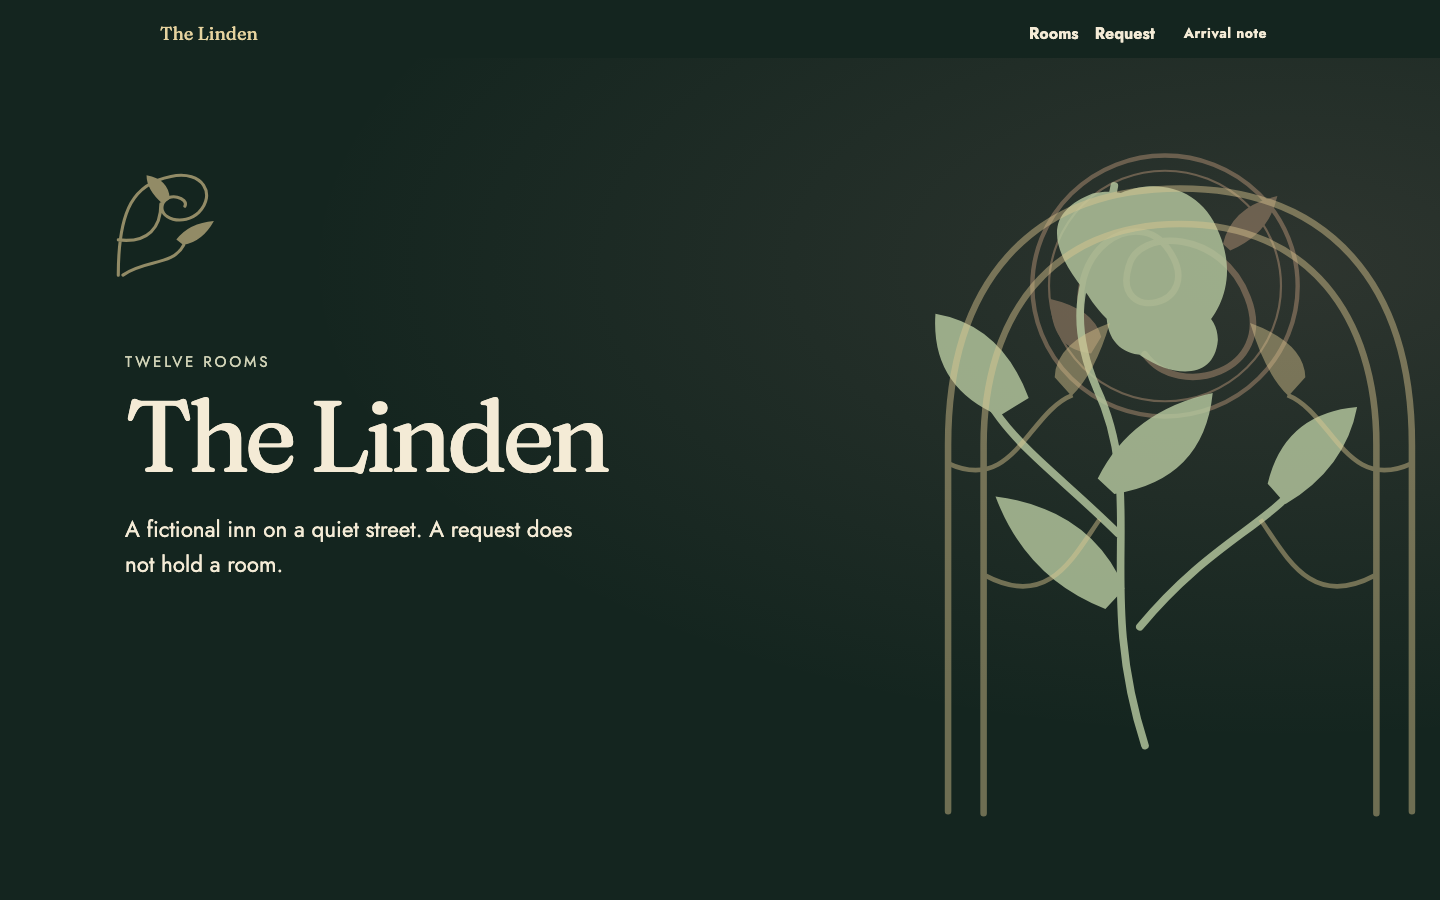 The Linden
Rooms Request Arrival note
TWELVE ROOMS
The Linden
A fictional inn on a quiet street. A request does
not hold a room.